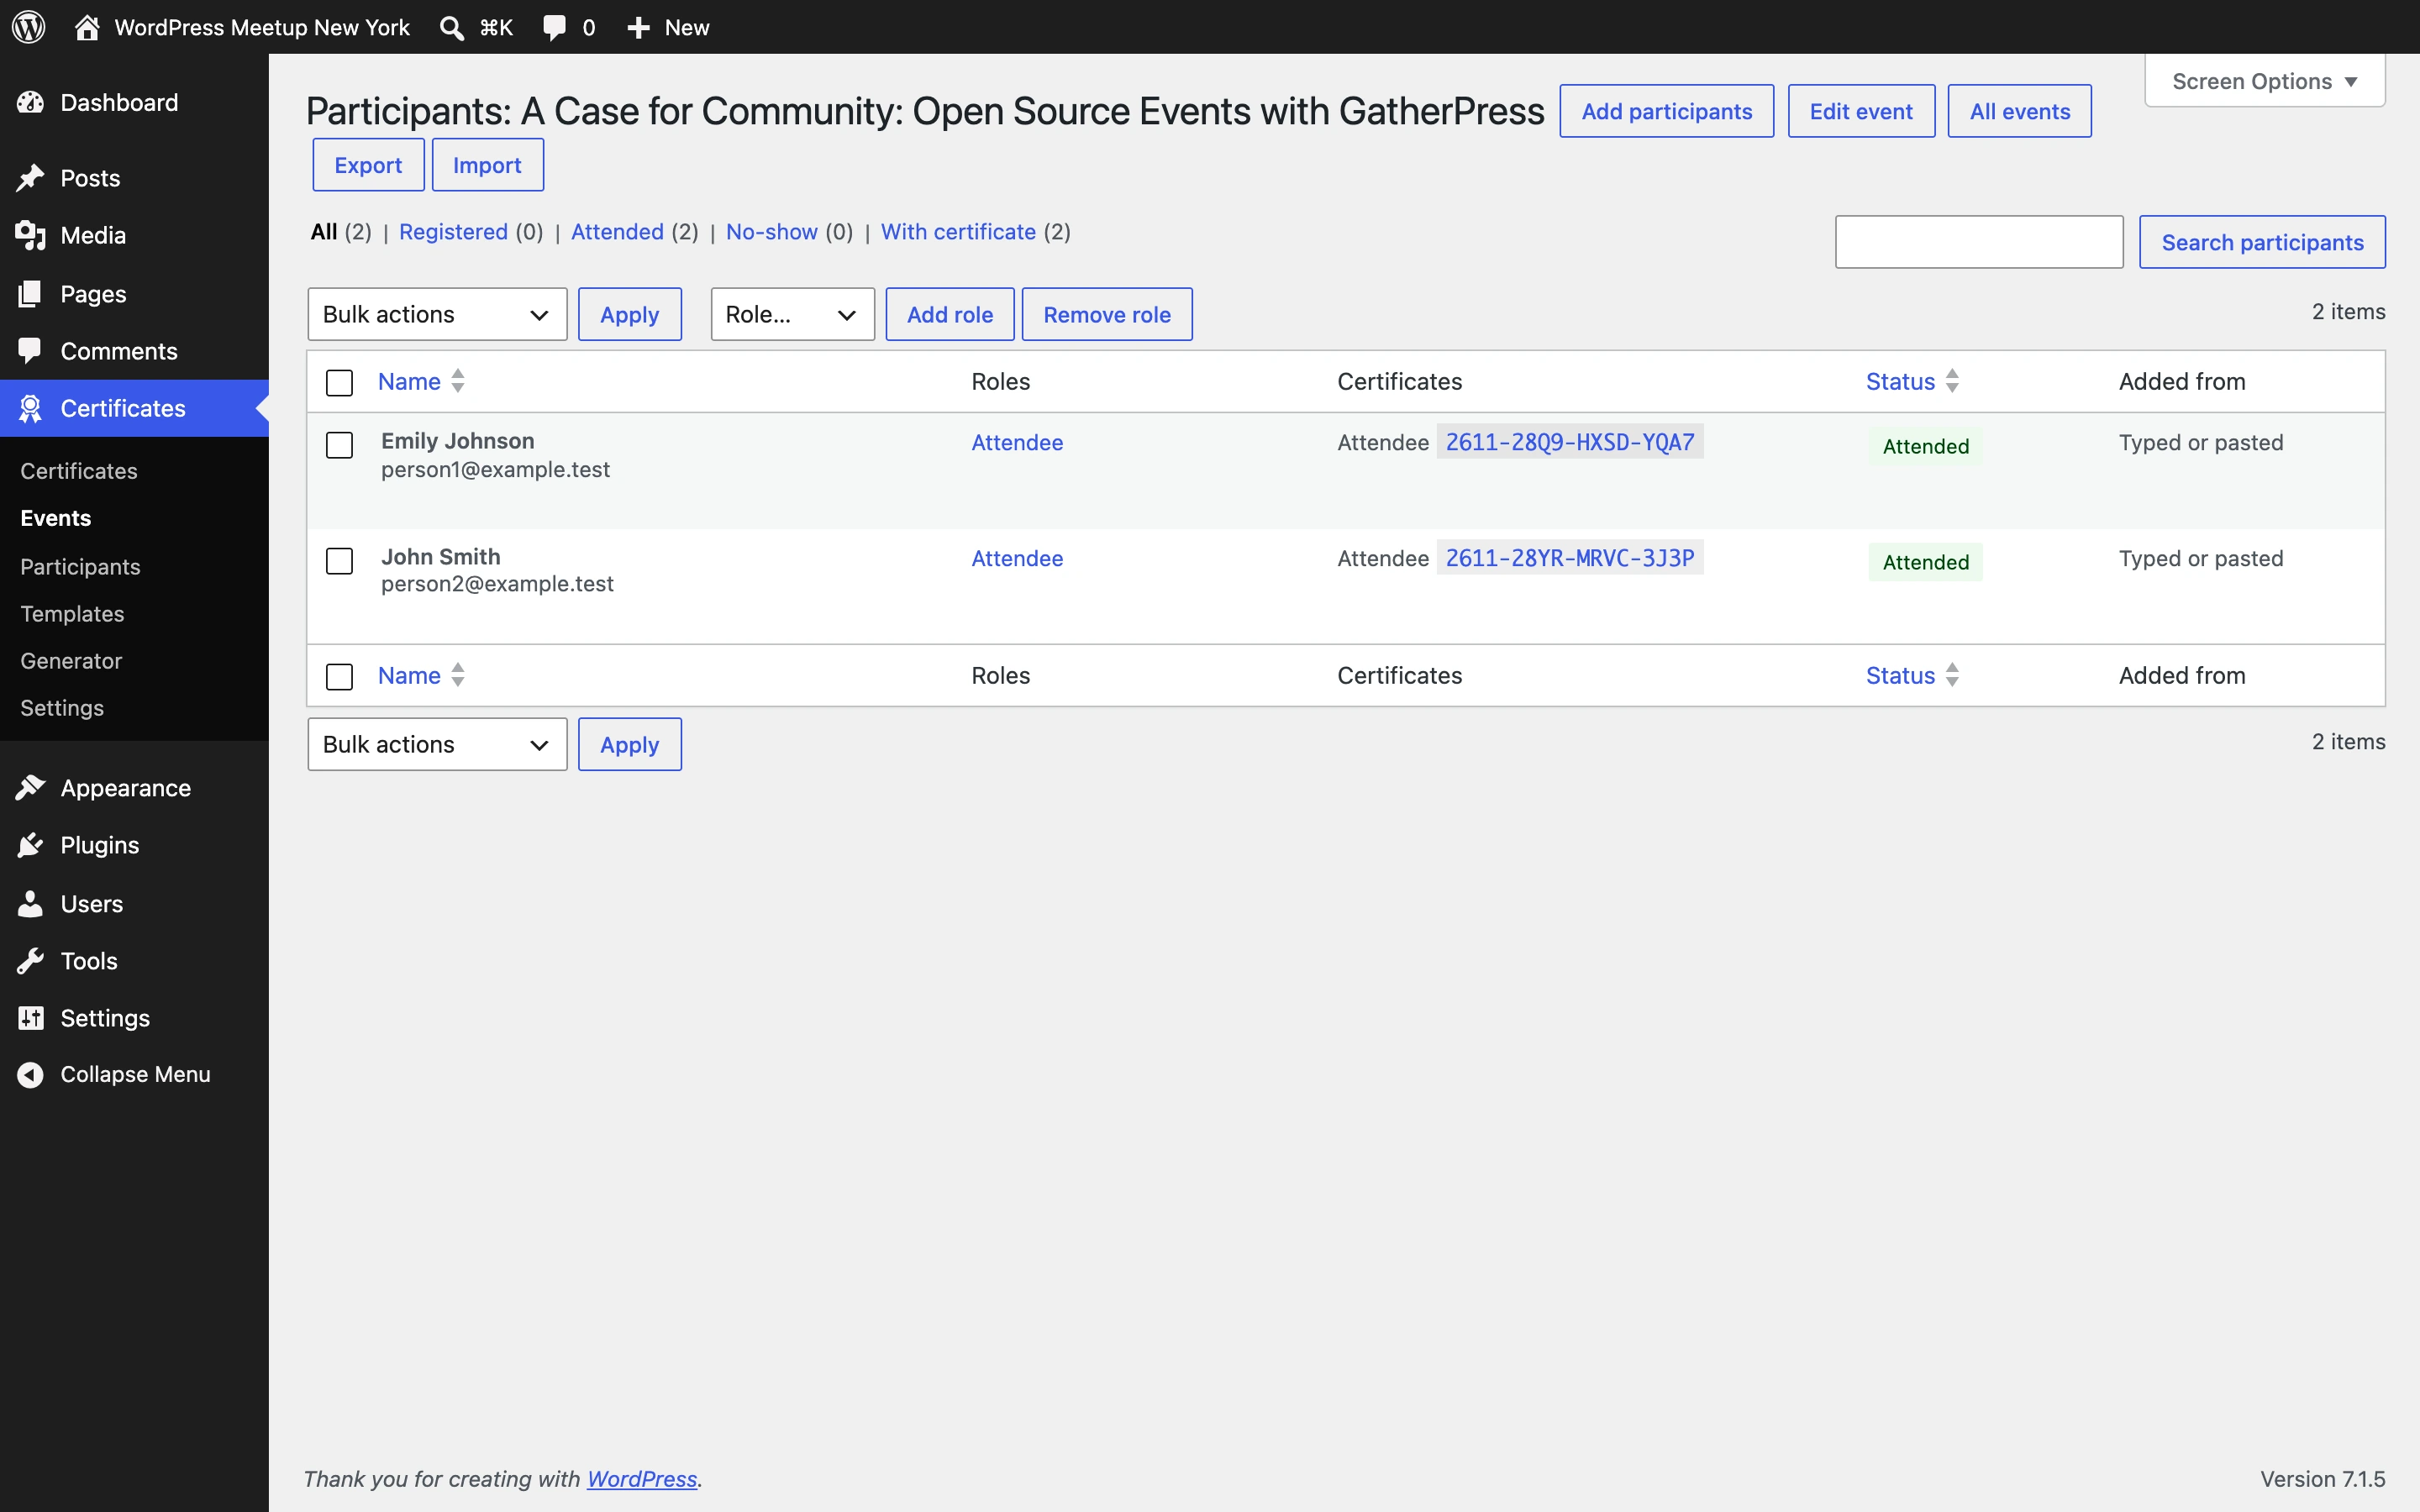 WordPress Meetup New York ⌘K 0 + New
Screen Options
Dashboard
Posts
Media
Pages
Comments
Certificates
Certificates
Events
Participants
Templates
Generator
Settings
Appearance
Plugins
Users
Tools
Settings
Collapse Menu
Participants: A Case for Community: Open Source Events with GatherPress Add participants Edit event All events
Export Import
All (2) | Registered (0) | Attended (2) | No-show (0) | With certificate (2)
Search participants
Bulk actions Apply Role... Add role Remove role 2 items
Name Roles Certificates Status Added from
Emily Johnson Attendee Attendee 2611-28Q9-HXSD-YQA7 Attended Typed or pasted
person1@example.test
John Smith Attendee Attendee 2611-28YR-MRVC-3J3P Attended Typed or pasted
person2@example.test
Name Roles Certificates Status Added from
Bulk actions Apply 2 items
Thank you for creating with WordPress. Version 7.1.5